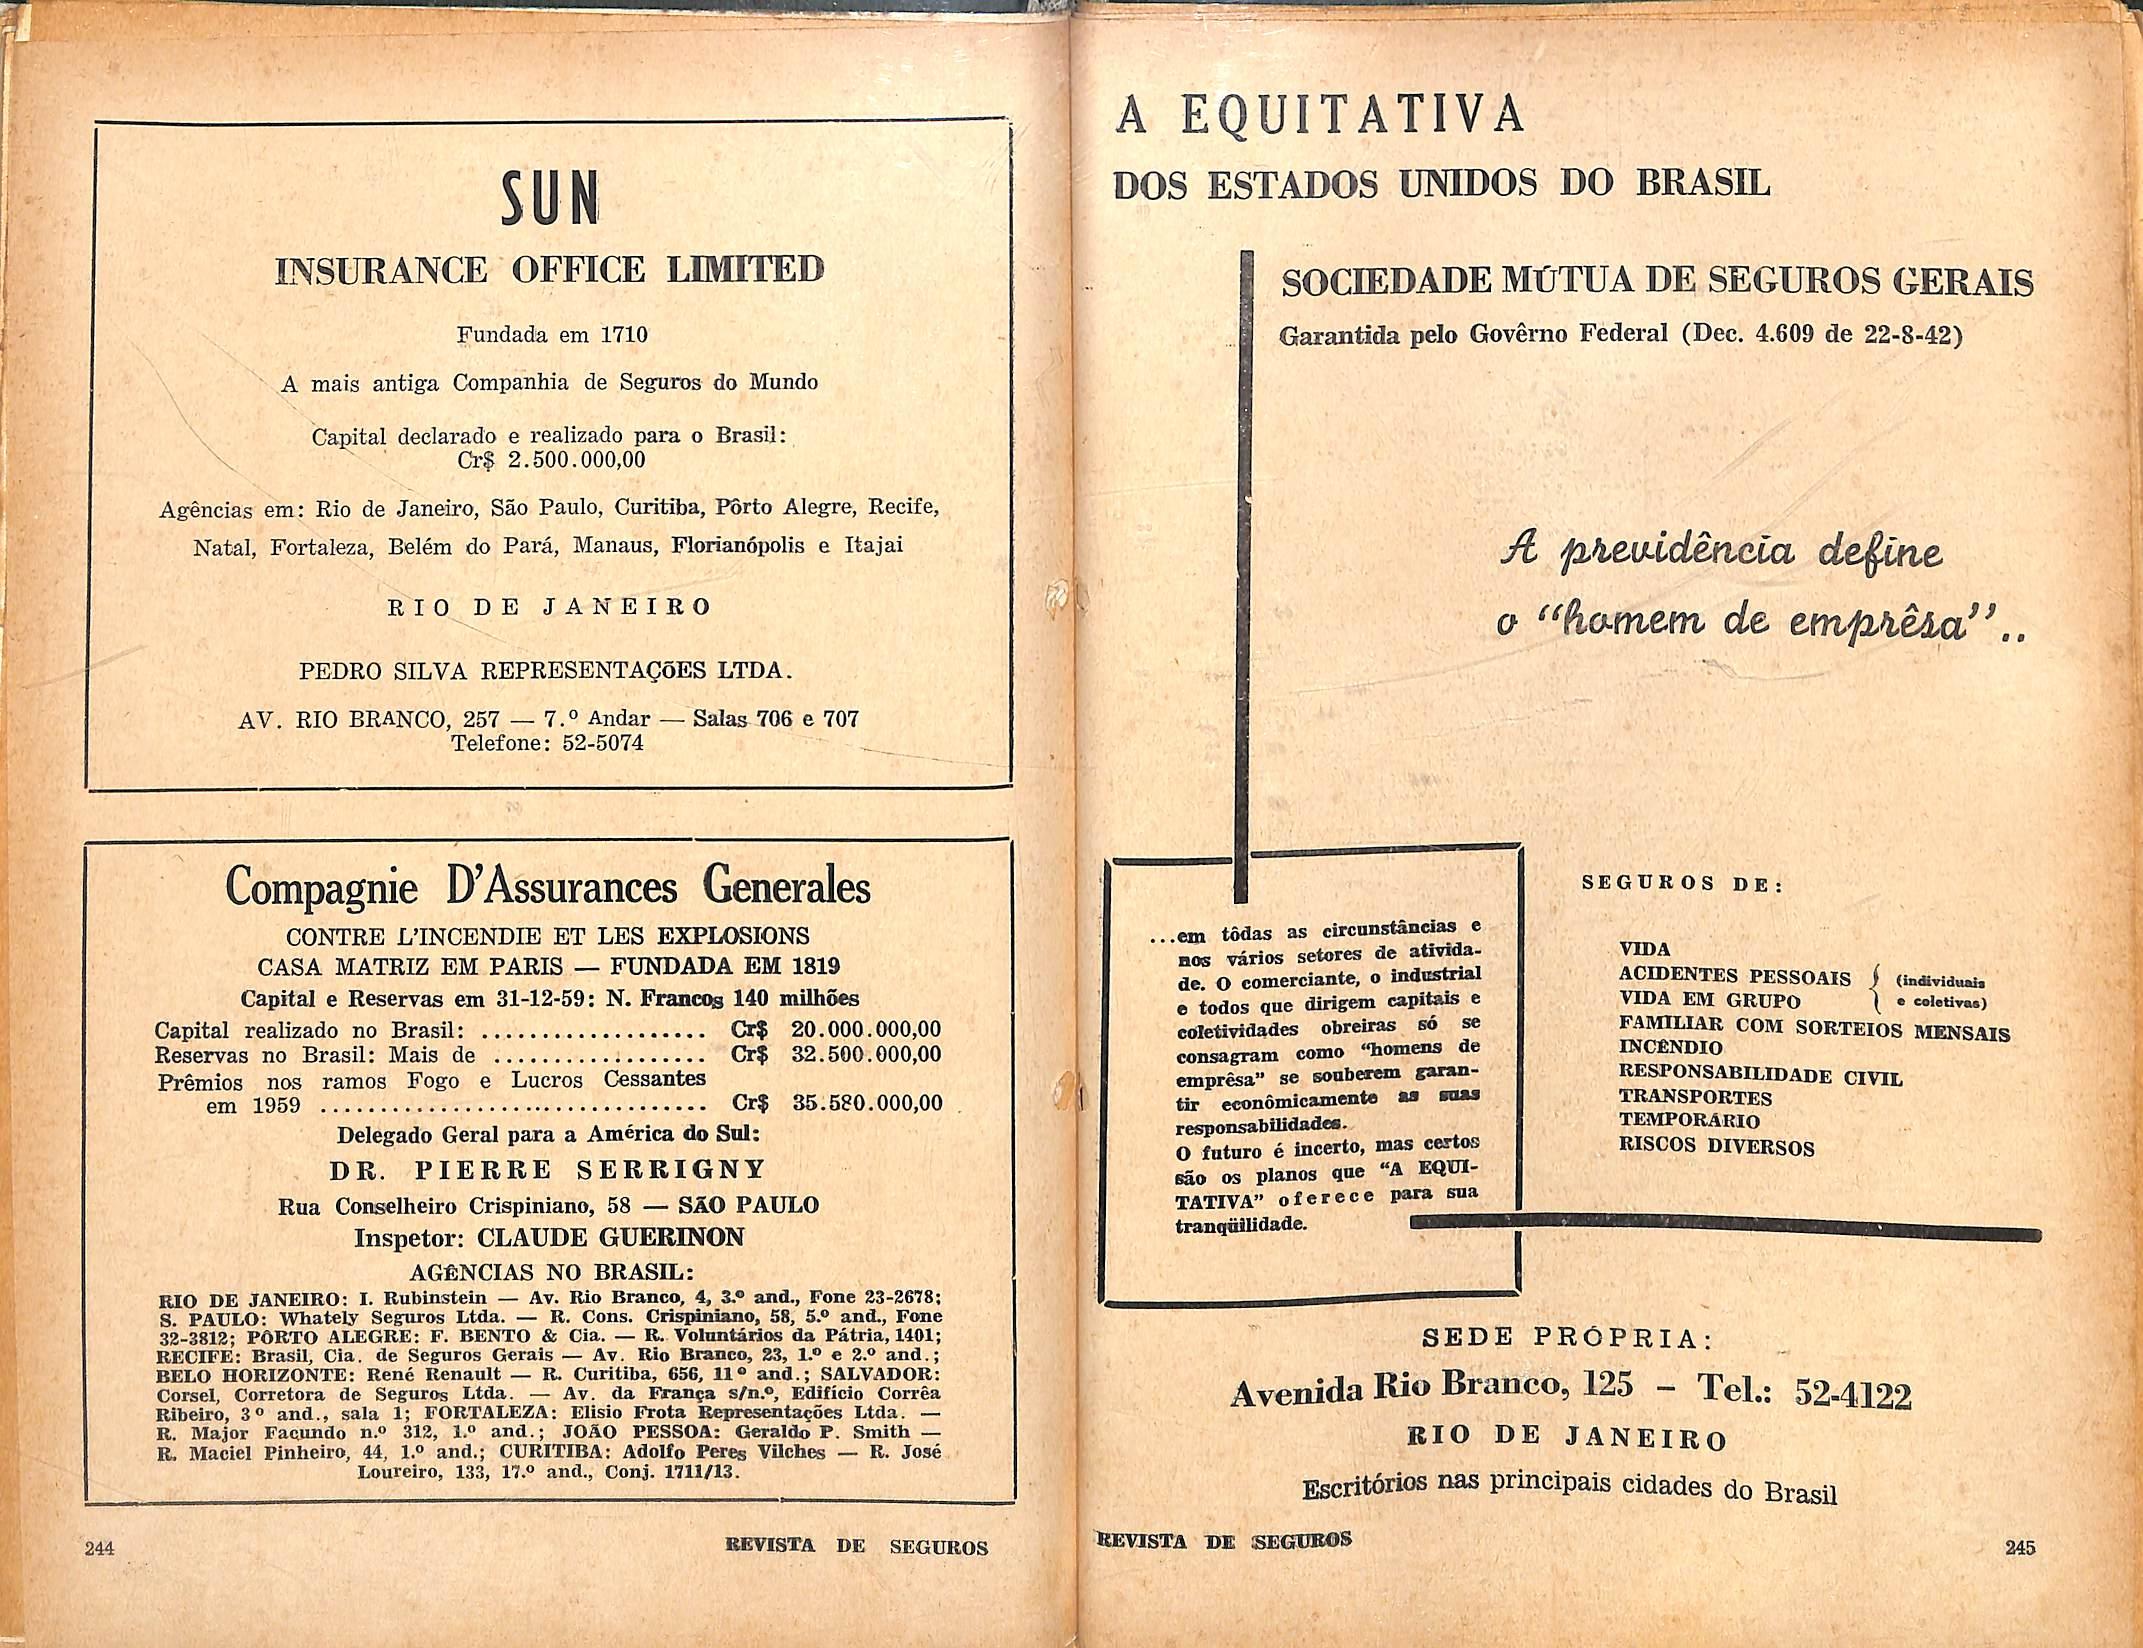 SUN
INSURANCE OFFICE LIMITED
Fundada em 1710
A mais antiga Companhia de Seguros do Mundo
Capital declarado e realizado para o Brasil:
Cr$ 2.500.000,00
Agências em: Rio de Janeiro, São Paulo, Curitiba, Pôrto Alegre, Recife,
Natal, Fortaleza, Belém do Pará, Manaus, Florianópolis e Itajai
RIO DE JANEIRO
PEDRO SILVA REPRESENTAÇÕES LTDA.
AV. RIO BRANCO, 257 — 7.º Andar — Salas 706 e 707
Telefone: 52-5074
Compagnie D'Assurances Generales
CONTRE L'INCENDIE ET LES EXPLOSIONS
CASA MATRIZ EM PARIS — FUNDADA EM 1819
Capital e Reservas em 31-12-59: N. Francos 140 milhões
Capital realizado no Brasil: ................... Cr$ 20.000.000,00
Reservas no Brasil: Mais de .................. Cr$ 32.500.000,00
Prêmios nos ramos Fogo e Lucros Cessantes
em 1959 ................................. Cr$ 35.580.000,00
Delegado Geral para a América do Sul:
DR. PIERRE SERRIGNY
Rua Conselheiro Crispiniano, 58 — SÃO PAULO
Inspetor: CLAUDE GUERINON
AGÊNCIAS NO BRASIL:
RIO DE JANEIRO: I. Rubinstein — Av. Rio Branco, 4, 3.º and., Fone 23-2678;
S. PAULO: Whately Seguros Ltda. — R. Cons. Crispiniano, 58, 5.º and., Fone
32-3812; PÔRTO ALEGRE: F. BENTO & Cia. — R. Voluntários da Pátria, 1401;
RECIFE: Brasil, Cia. de Seguros Gerais — Av. Rio Branco, 23, 1.º e 2.º and.;
BELO HORIZONTE: René Renault — R. Curitiba, 656, 11º and.; SALVADOR:
Corsel, Corretora de Seguros Ltda. — Av. da França s/n.º, Edifício Corrêa
Ribeiro, 3º and., sala 1; FORTALEZA: Elisio Frota Representações Ltda. —
R. Major Facundo n.º 312, 1.º and.; JOÃO PESSOA: Geraldo P. Smith —
R. Maciel Pinheiro, 44, 1.º and.; CURITIBA: Adolfo Peres Vilches — R. José
Loureiro, 133, 17.º and., Conj. 1711/13.
244 REVISTA DE SEGUROS
A EQUITATIVA
DOS ESTADOS UNIDOS DO BRASIL
SOCIEDADE MÚTUA DE SEGUROS GERAIS
Garantida pelo Govêrno Federal (Dec. 4.609 de 22-8-42)
A previdência define
o “homem de emprêsa”..
...em tôdas as circunstâncias e
nos vários setores de ativida-
de. O comerciante, o industrial
e todos que dirigem capitais e
coletividades obreiras só se
consagram como “homens de
emprêsa” se souberem garan-
tir econômicamente as suas
responsabilidades.
O futuro é incerto, mas certos
são os planos que “A EQUI-
TATIVA” oferece para sua
tranqüilidade.
SEGUROS DE:
VIDA
ACIDENTES PESSOAIS { (individuais
VIDA EM GRUPO { e coletivas)
FAMILIAR COM SORTEIOS MENSAIS
INCÊNDIO
RESPONSABILIDADE CIVIL
TRANSPORTES
TEMPORÁRIO
RISCOS DIVERSOS
SEDE PRÓPRIA:
Avenida Rio Branco, 125 – Tel.: 52-4122
RIO DE JANEIRO
Escritórios nas principais cidades do Brasil
REVISTA DE SEGUROS 245